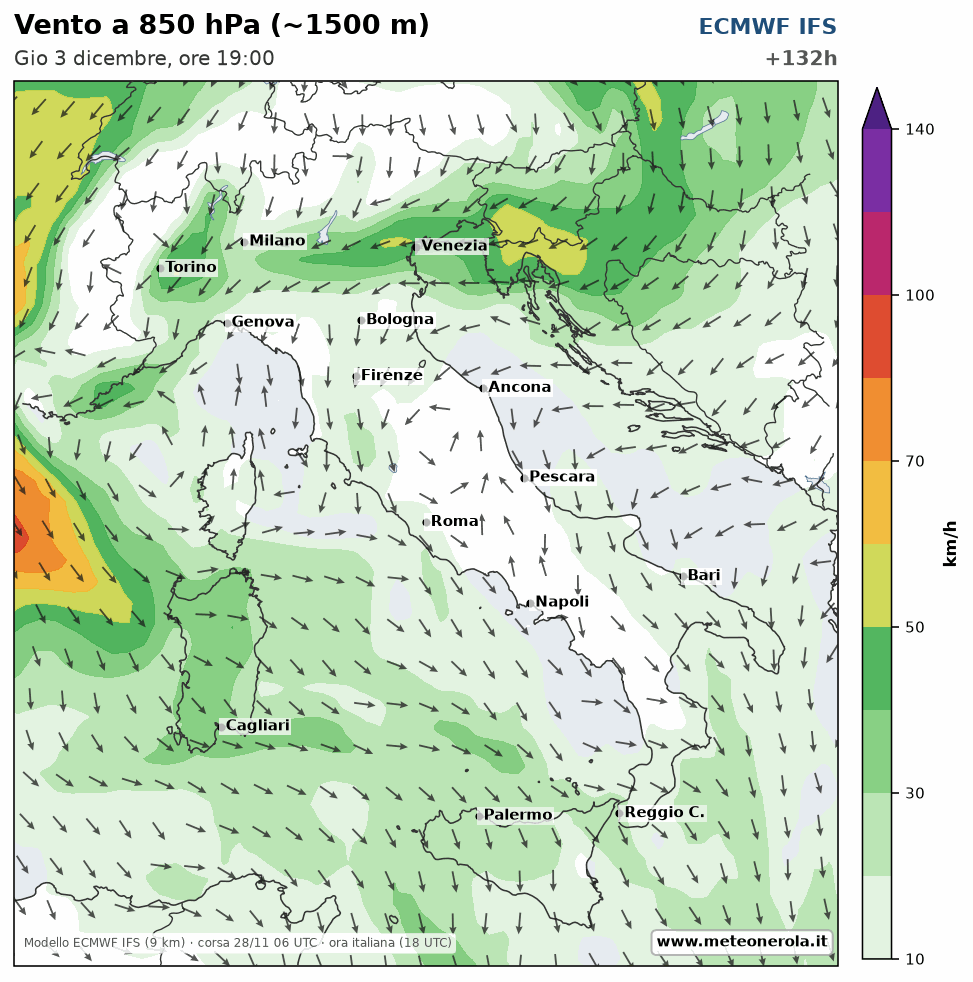 Vento a 850 hPa (~1500 m)
ECMWF IFS
Gio 3 dicembre, ore 19:00
+132h
Milano
Venezia
Torino
Genova
Bologna
Firenze
Ancona
Pescara
Roma
Bari
Napoli
Cagliari
Palermo
Reggio C.
Modello ECMWF IFS (9 km) · corsa 28/11 06 UTC · ora italiana (18 UTC)
www.meteonerola.it
140
100
70
50
30
10
km/h